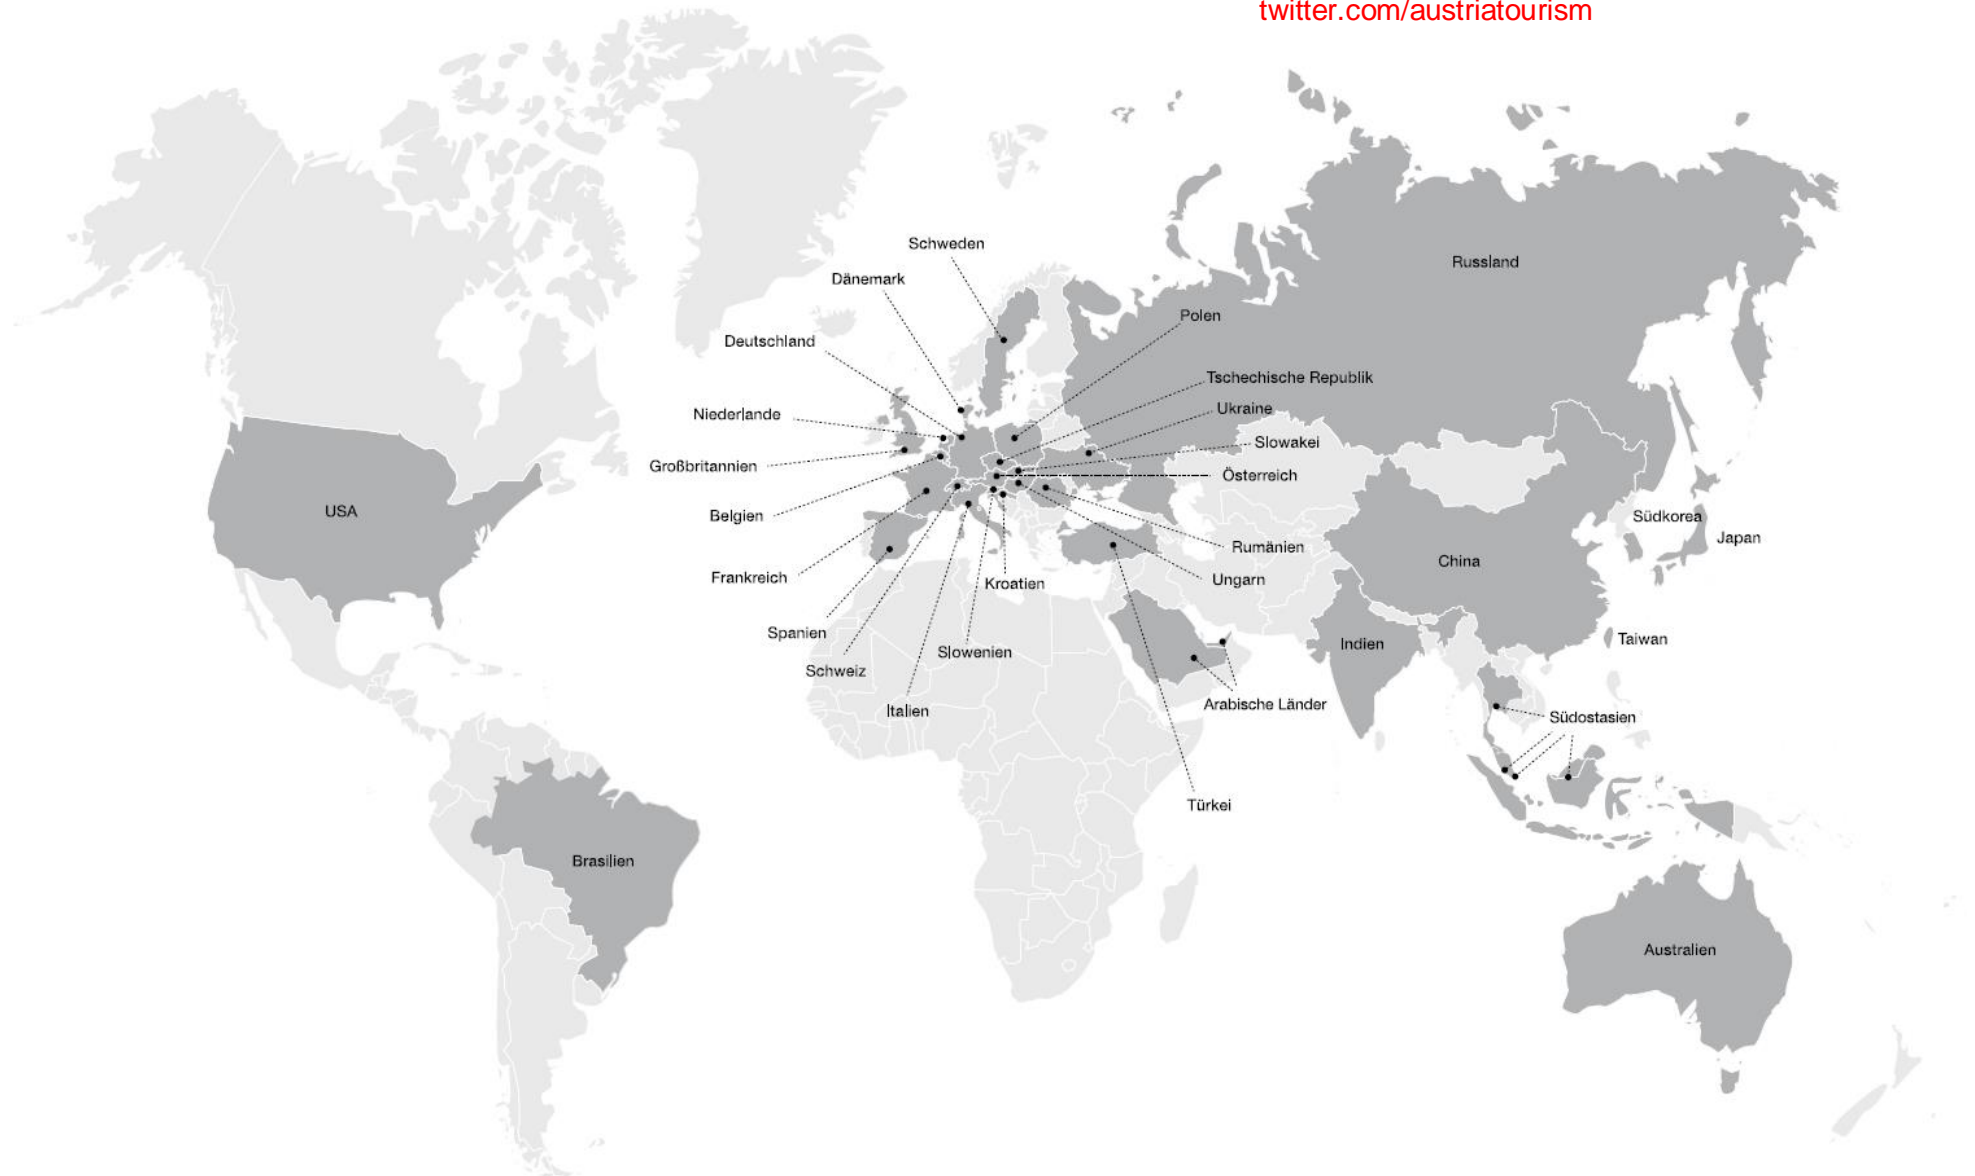 twitter.com/austriatourism
Schweden
Russland
Dänemark
Polen
Deutschland
Tschechische Republik
Niederlande
Ukraine
Slowakei
Großbritannien
Österreich
USA
Belgien
Südkorea
Japan
Rumänien
China
Frankreich
Kroatien
Ungarn
Spanien
Slowenien
Indien
Taiwan
Schweiz
Italien
Arabische Länder
Südostasien
Türkei
Brasilien
Australien